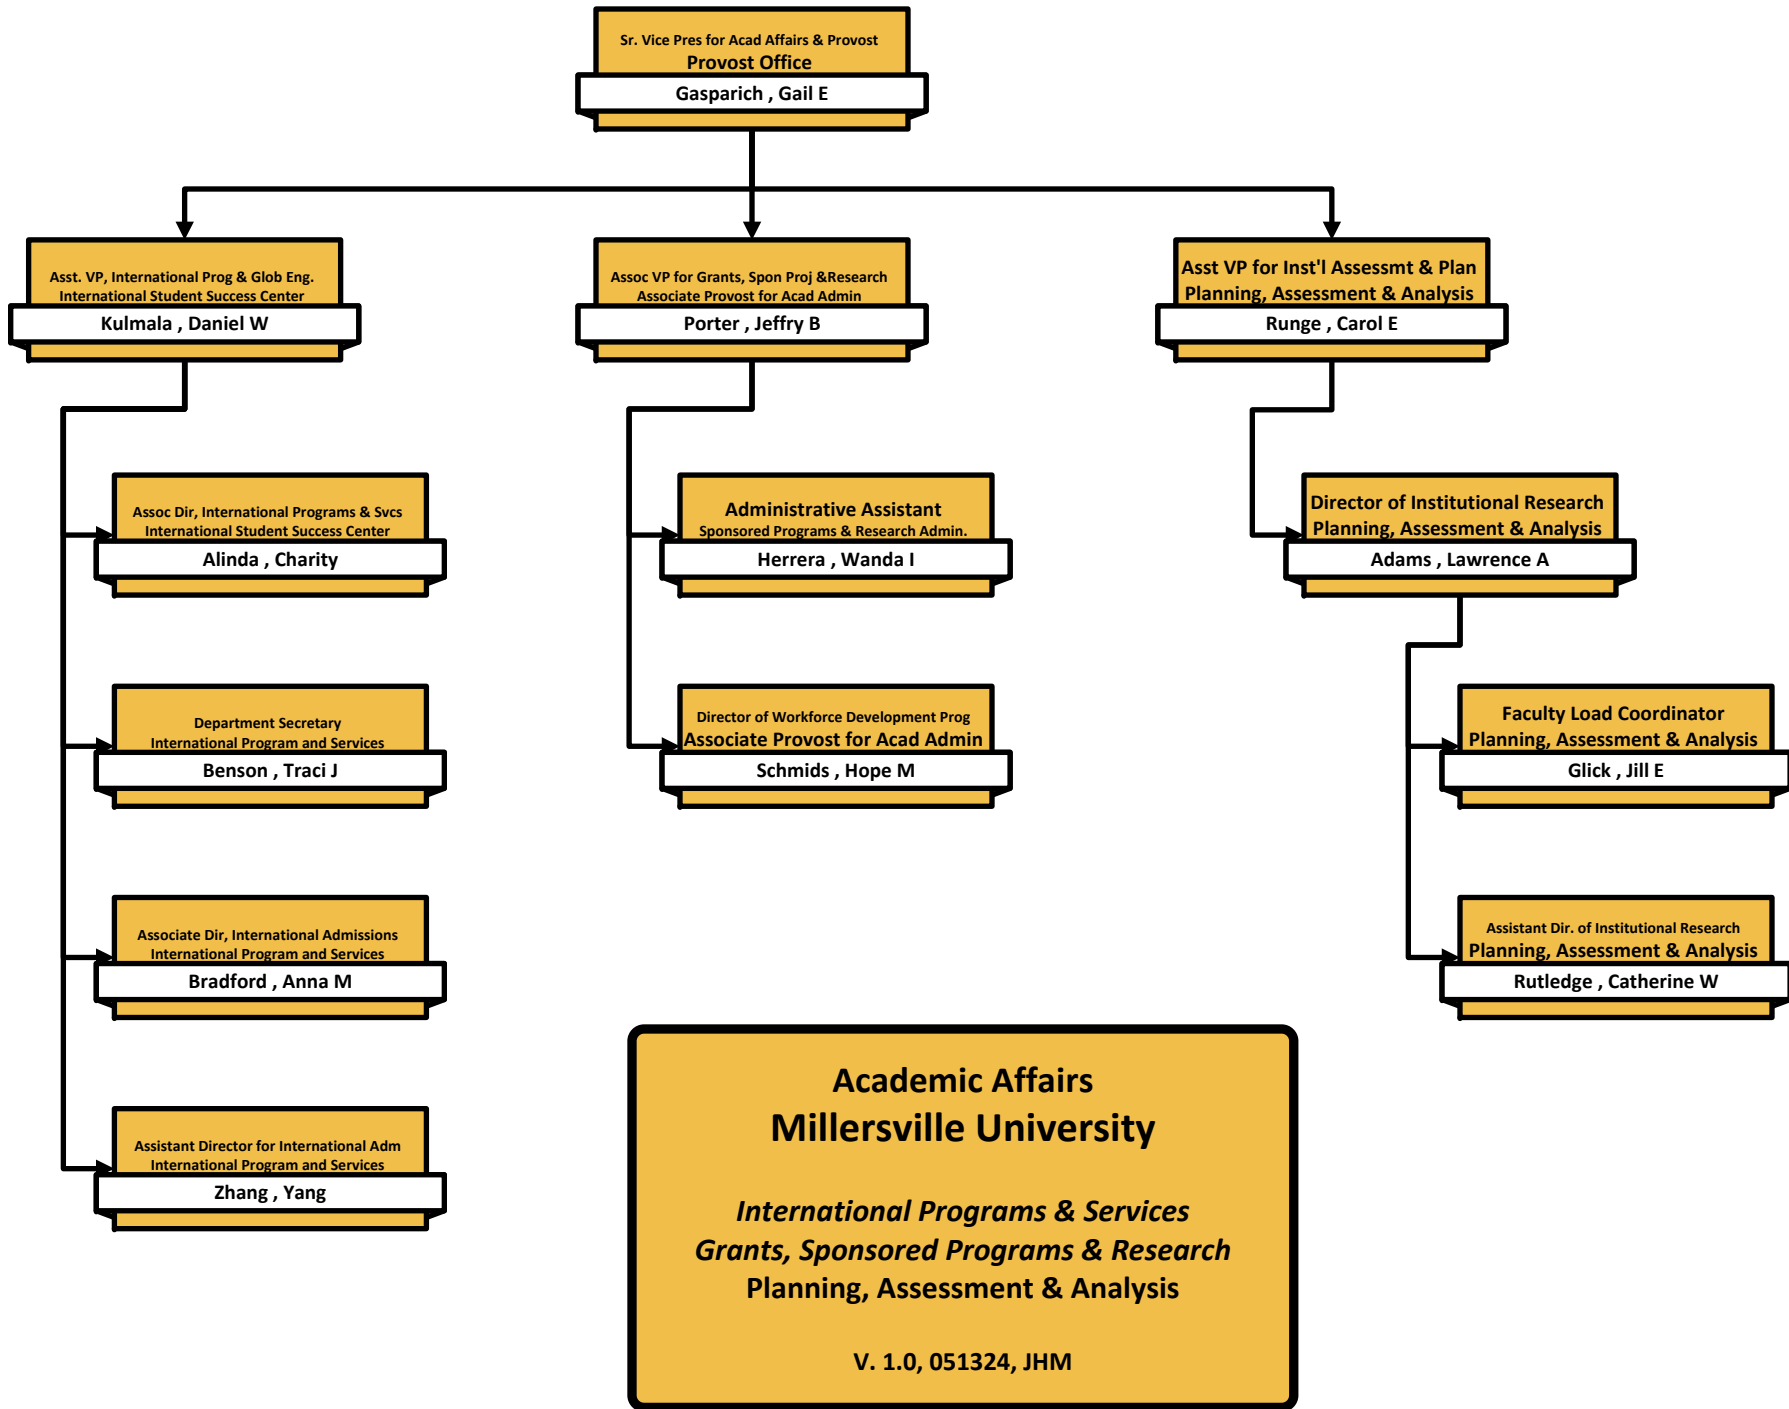 Sr. Vice Pres for Acad Affairs & Provost
Provost Office
Gasparich , Gail E
Asst. VP, International Prog & Glob Eng.
International Student Success Center
Kulmala , Daniel W
Assoc VP for Grants, Spon Proj &Research
Associate Provost for Acad Admin
Porter , Jeffry B
Asst VP for Inst'l Assessmt & Plan
Planning, Assessment & Analysis
Runge , Carol E
Assoc Dir, International Programs & Svcs
International Student Success Center
Alinda , Charity
Administrative Assistant
Sponsored Programs & Research Admin.
Herrera , Wanda I
Director of Institutional Research
Planning, Assessment & Analysis
Adams , Lawrence A
Department Secretary
International Program and Services
Benson , Traci J
Director of Workforce Development Prog
Associate Provost for Acad Admin
Schmids , Hope M
Faculty Load Coordinator
Planning, Assessment & Analysis
Glick , Jill E
Associate Dir, International Admissions
International Program and Services
Bradford , Anna M
Assistant Dir. of Institutional Research
Planning, Assessment & Analysis
Rutledge , Catherine W
Assistant Director for International Adm
International Program and Services
Zhang , Yang
Academic Affairs
Millersville University
International Programs & Services
Grants, Sponsored Programs & Research
Planning, Assessment & Analysis
V. 1.0, 051324, JHM